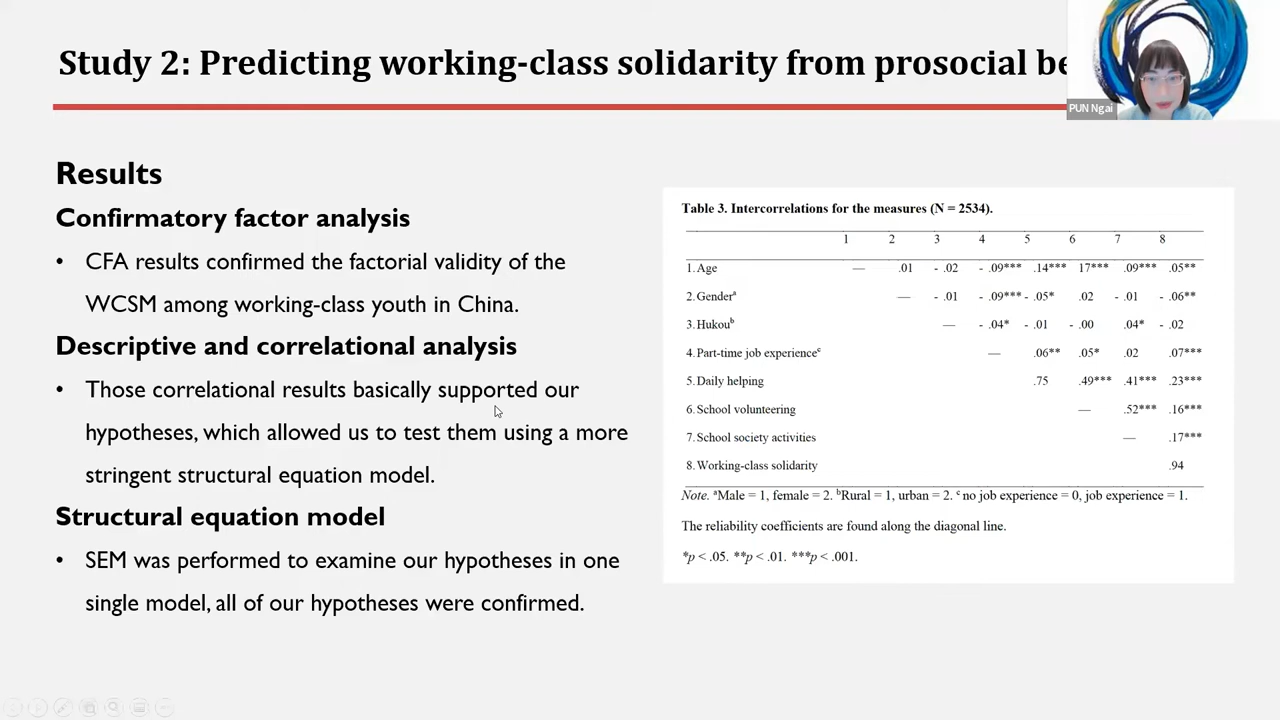 Study 2: Predicting working-class solidarity from prosocial be
PUN Ngai
Results
Confirmatory factor analysis
• CFA results confirmed the factorial validity of the
WCSM among working-class youth in China.
Descriptive and correlational analysis
• Those correlational results basically supported our
hypotheses, which allowed us to test them using a more
stringent structural equation model.
Structural equation model
• SEM was performed to examine our hypotheses in one
single model, all of our hypotheses were confirmed.
Table 3. Intercorrelations for the measures (N = 2534).
1 2 3 4 5 6 7 8
1. Age — .01 - .02 - .09*** .14*** 17*** .09*** .05**
2. Genderᵃ — - .01 - .09*** - .05* .02 - .01 - .06**
3. Hukouᵇ — - .04* - .01 - .00 .04* - .02
4. Part-time job experienceᶜ — .06** .05* .02 .07***
5. Daily helping .75 .49*** .41*** .23***
6. School volunteering — .52*** .16***
7. School society activities — .17***
8. Working-class solidarity .94
Note. ᵃMale = 1, female = 2. ᵇRural = 1, urban = 2. ᶜ no job experience = 0, job experience = 1.
The reliability coefficients are found along the diagonal line.
*p < .05. **p < .01. ***p < .001.